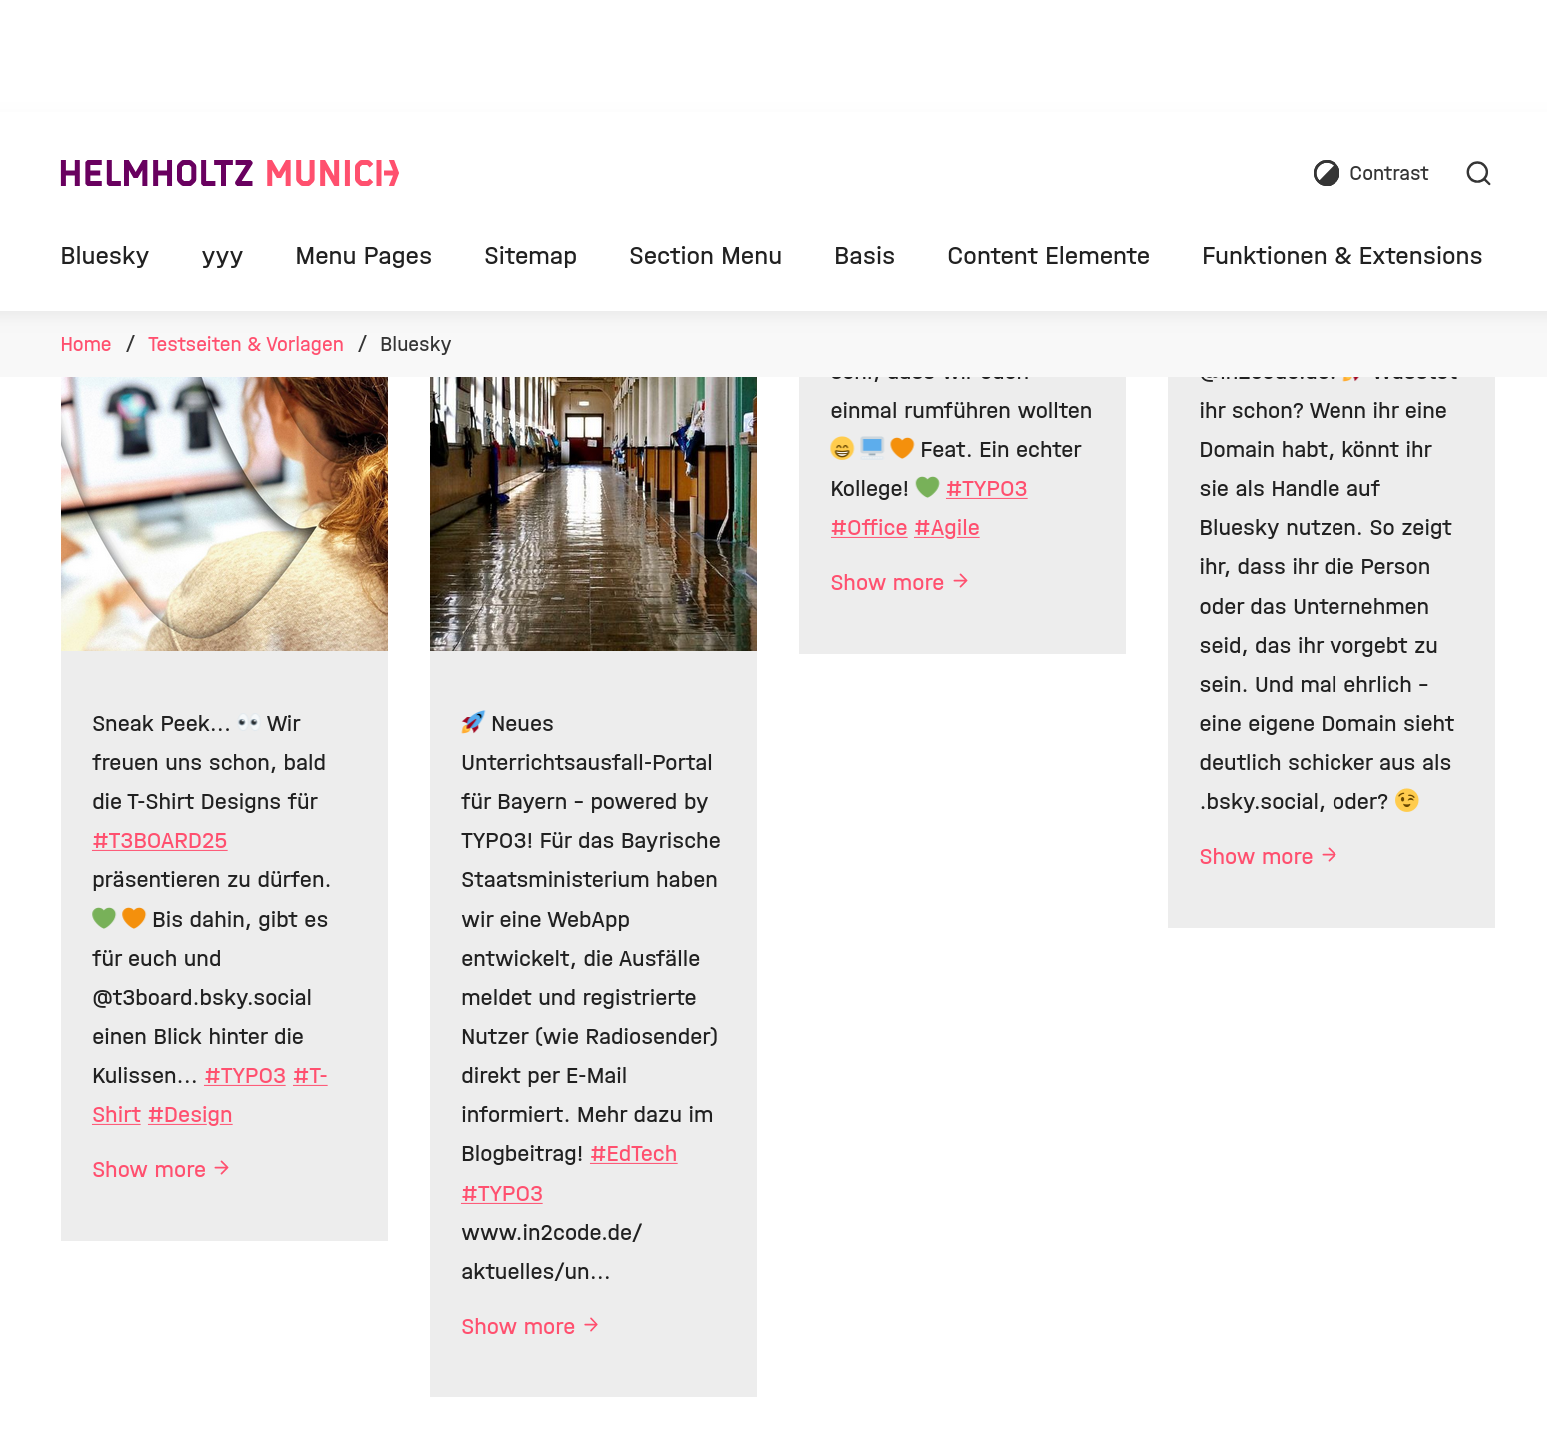 HELMHOLTZ MUNICH
Contrast
Bluesky yyy Menu Pages Sitemap Section Menu Basis Content Elemente Funktionen & Extensions
Home / Testseiten & Vorlagen / Bluesky
Sneak Peek... 👀 Wir
freuen uns schon, bald
die T-Shirt Designs für
#T3BOARD25
präsentieren zu dürfen.
💚 🧡 Bis dahin, gibt es
für euch und
@t3board.bsky.social
einen Blick hinter die
Kulissen... #TYPO3 #T-
Shirt #Design
Show more →
🚀 Neues
Unterrichtsausfall-Portal
für Bayern – powered by
TYPO3! Für das Bayrische
Staatsministerium haben
wir eine WebApp
entwickelt, die Ausfälle
meldet und registrierte
Nutzer (wie Radiosender)
direkt per E-Mail
informiert. Mehr dazu im
Blogbeitrag! #EdTech
#TYPO3
www.in2code.de/
aktuelles/un...
Show more →
einmal rumführen wollten
😁 🖥️ 🧡 Feat. Ein echter
Kollege! 💚 #TYPO3
#Office #Agile
Show more →
ihr schon? Wenn ihr eine
Domain habt, könnt ihr
sie als Handle auf
Bluesky nutzen. So zeigt
ihr, dass ihr die Person
oder das Unternehmen
seid, das ihr vorgebt zu
sein. Und mal ehrlich –
eine eigene Domain sieht
deutlich schicker aus als
.bsky.social, oder? 😉
Show more →